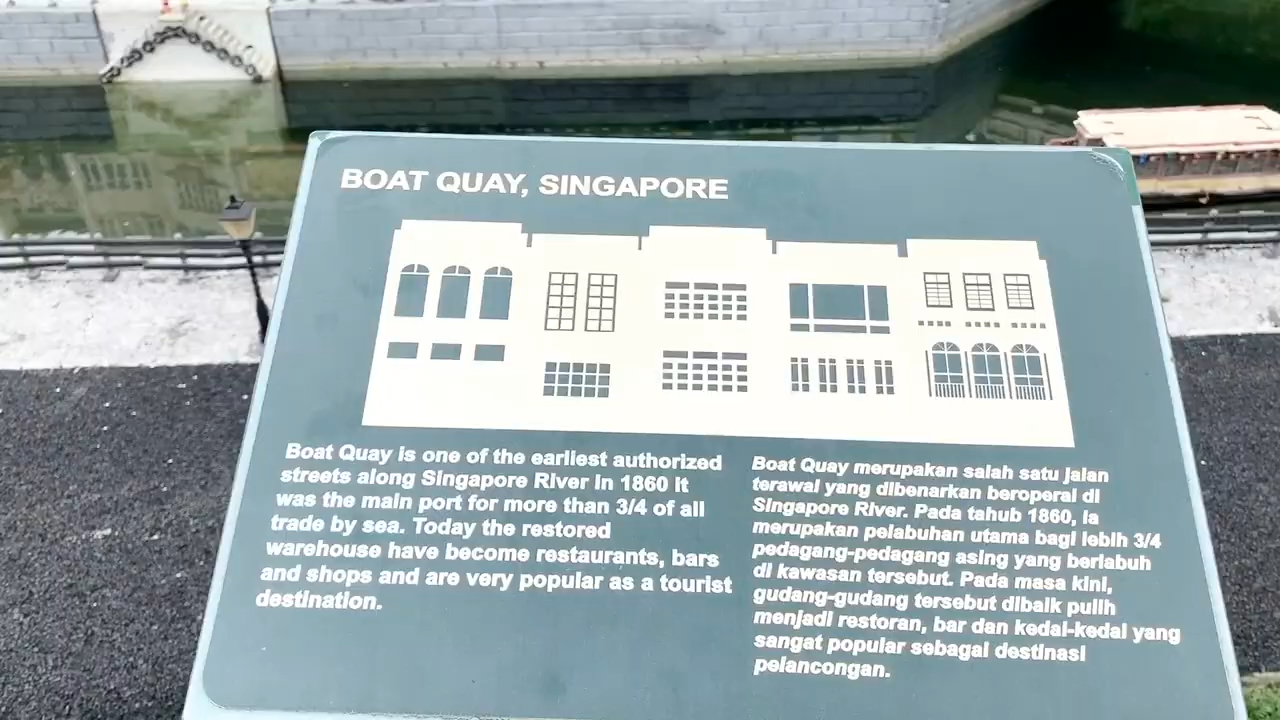 BOAT QUAY, SINGAPORE
Boat Quay is one of the earliest authorized
streets along Singapore River in 1860 it
was the main port for more than 3/4 of all
trade by sea. Today the restored
warehouse have become restaurants, bars
and shops and are very popular as a tourist
destination.
Boat Quay merupakan salah satu jalan
terawal yang dibenarkan beroperai di
Singapore River. Pada tahub 1860, ia
merupakan pelabuhan utama bagi lebih 3/4
pedagang-pedagang asing yang berlabuh
di kawasan tersebut. Pada masa kini,
gudang-gudang tersebut dibaik pulih
menjadi restoran, bar dan kedai-kedai yang
sangat popular sebagai destinasi
pelancongan.